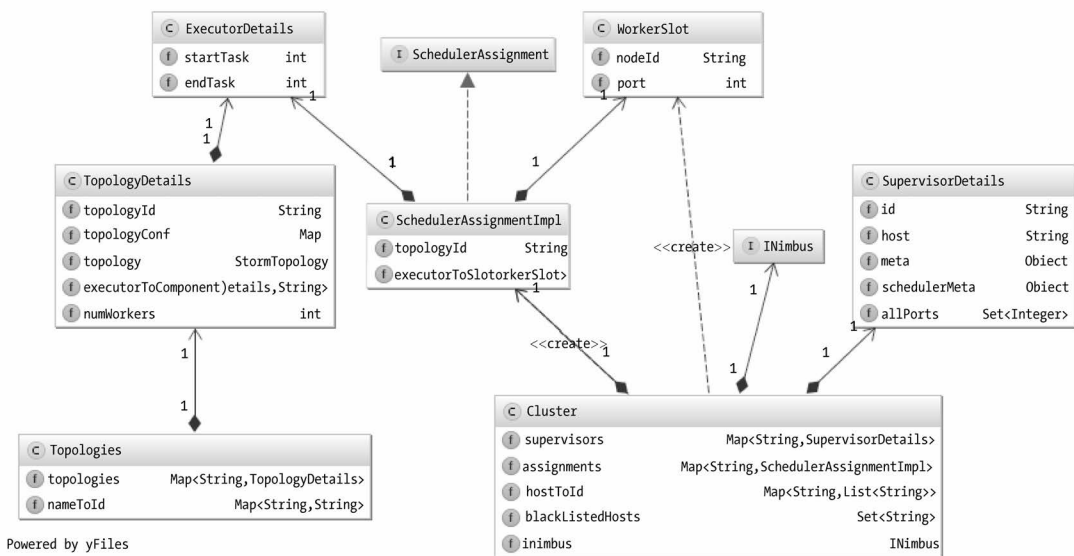 C ExecutorDetails
f startTask int
f endTask int
I SchedulerAssignment
C WorkerSlot
f nodeId String
f port int
1
1
1
1
1
1
C TopologyDetails
f topologyId String
f topologyConf Map
f topology StormTopology
f executorToComponent)etails,String>
f numWorkers int
C SchedulerAssignmentImpl
f topologyId String
f executorToSlotorkerSlot>
<<create>>
I INimbus
C SupervisorDetails
f id String
f host String
f meta Obiect
f schedulerMeta Object
f allPorts Set<Integer>
1
1
1
1
<<create>>
1
1
1
1
C Topologies
f topologies Map<String,TopologyDetails>
f nameToId Map<String,String>
C Cluster
f supervisors Map<String,SupervisorDetails>
f assignments Map<String,SchedulerAssignmentImpl>
f hostToId Map<String,List<String>>
f blackListedHosts Set<String>
f inimbus INimbus
Powered by yFiles